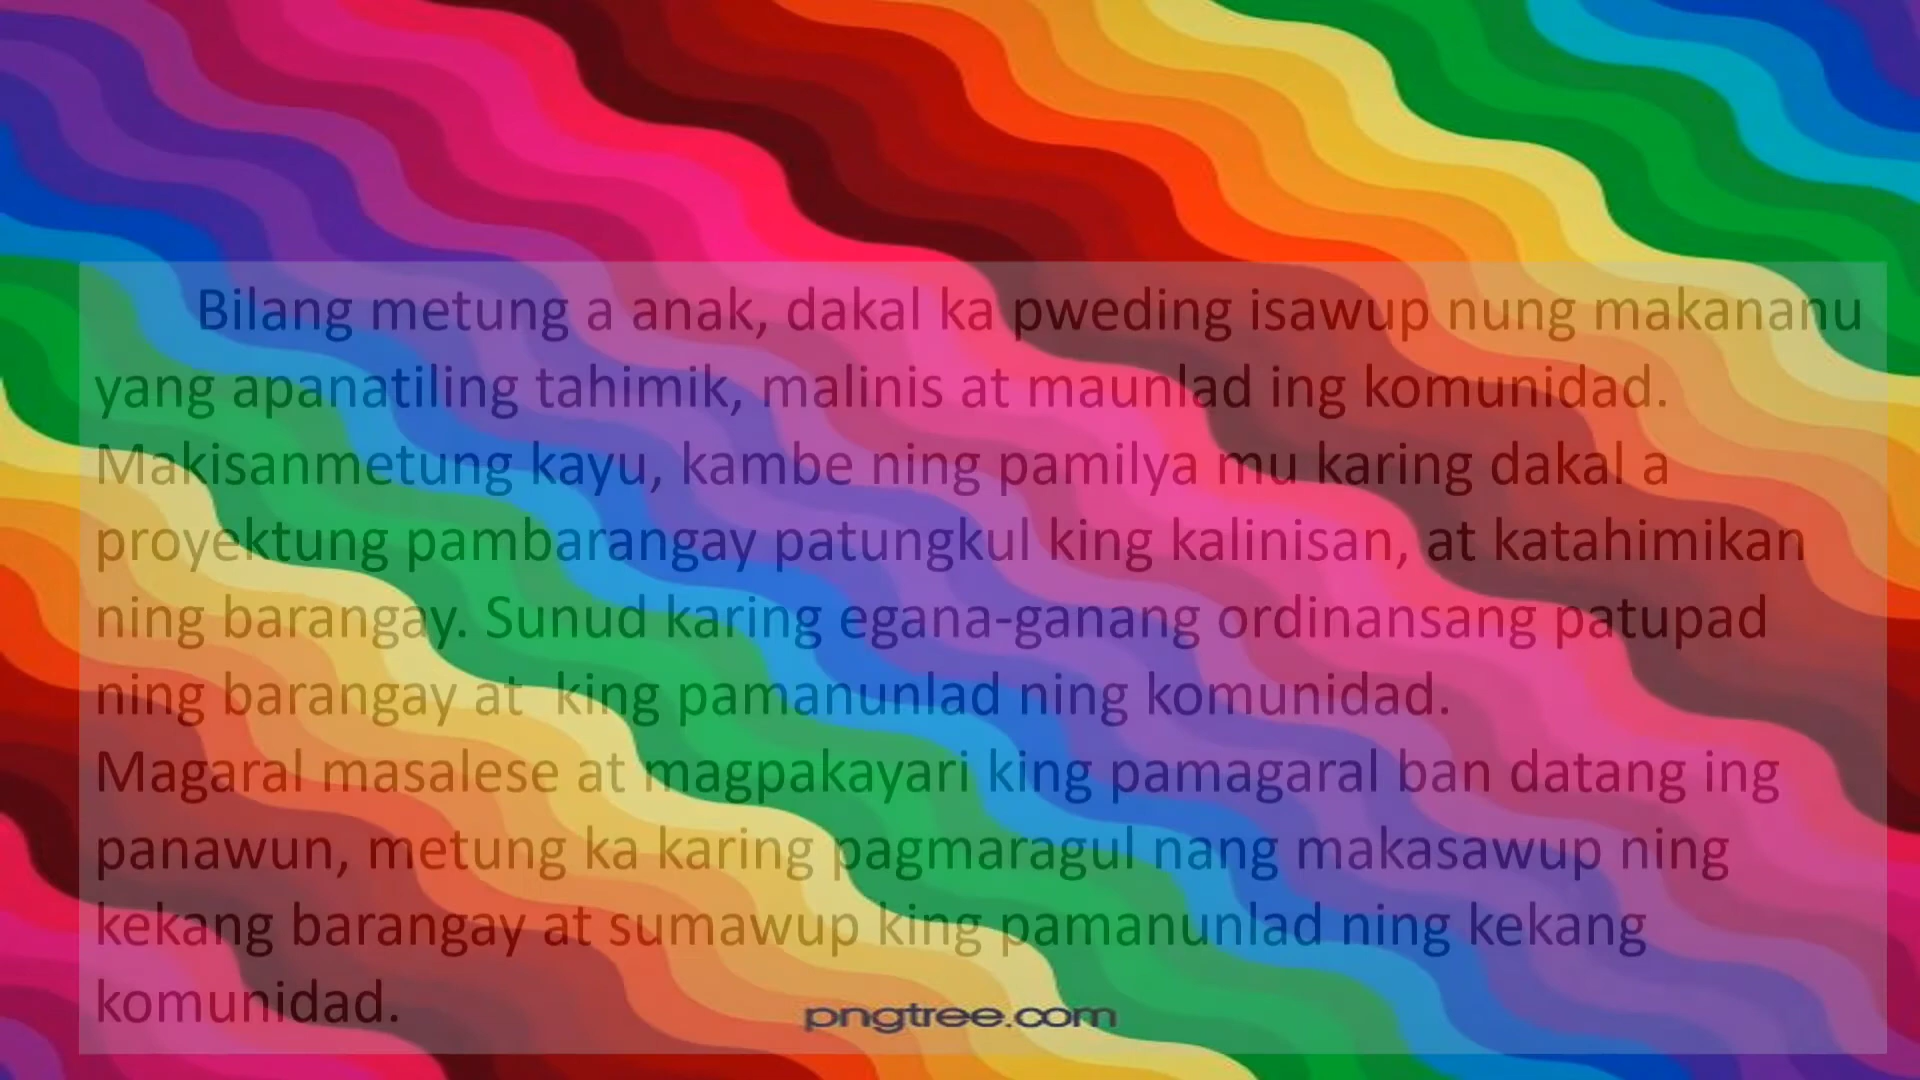 Bilang metung a anak, dakal ka pweding isawup nung makananu
yang apanatiling tahimik, malinis at maunlad ing komunidad.
Makisanmetung kayu, kambe ning pamilya mu karing dakal a
proyektung pambarangay patungkul king kalinisan, at katahimikan
ning barangay. Sunud karing egana-ganang ordinansang patupad
ning barangay at king pamanunlad ning komunidad.
Magaral masalese at magpakayari king pamagaral ban datang ing
panawun, metung ka karing pagmaragul nang makasawup ning
kekang barangay at sumawup king pamanunlad ning kekang
komunidad.
pngtree.com